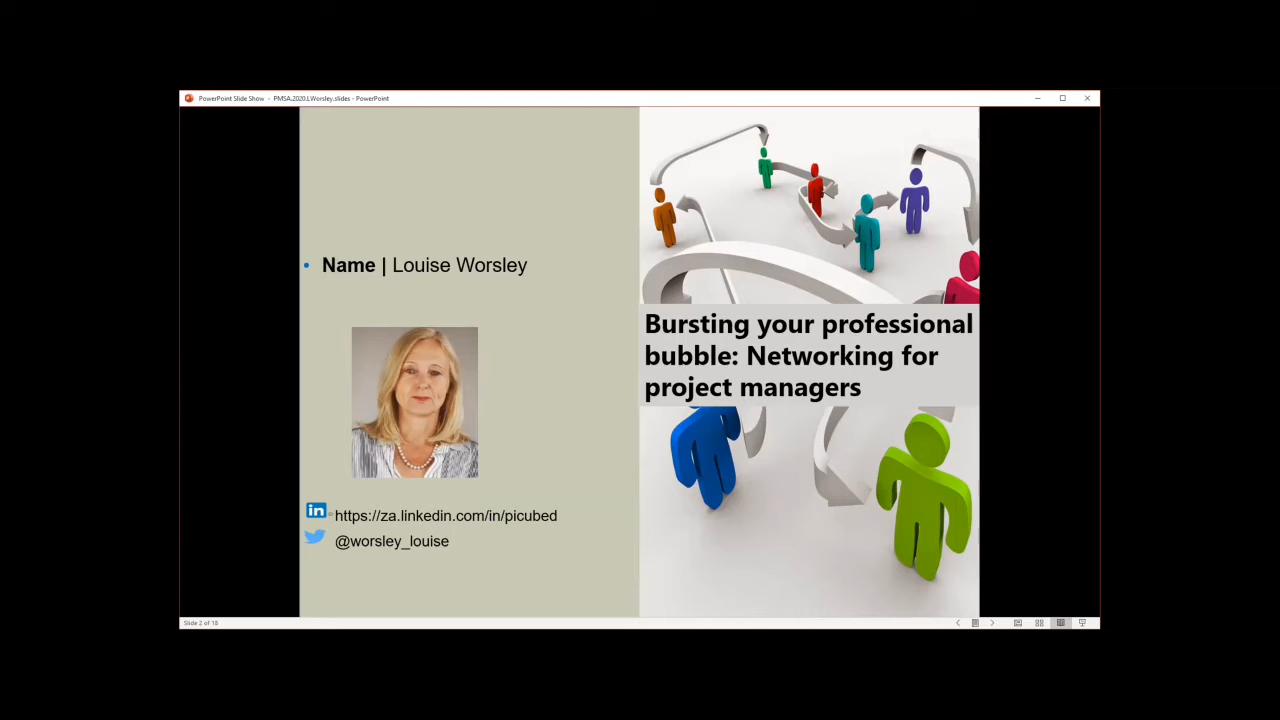 PowerPoint Slide Show - PMSA.2020.LWorsley.slides - PowerPoint
• Name | Louise Worsley
Bursting your professional
bubble: Networking for
project managers
in https://za.linkedin.com/in/picubed
@worsley_louise
Slide 2 of 18